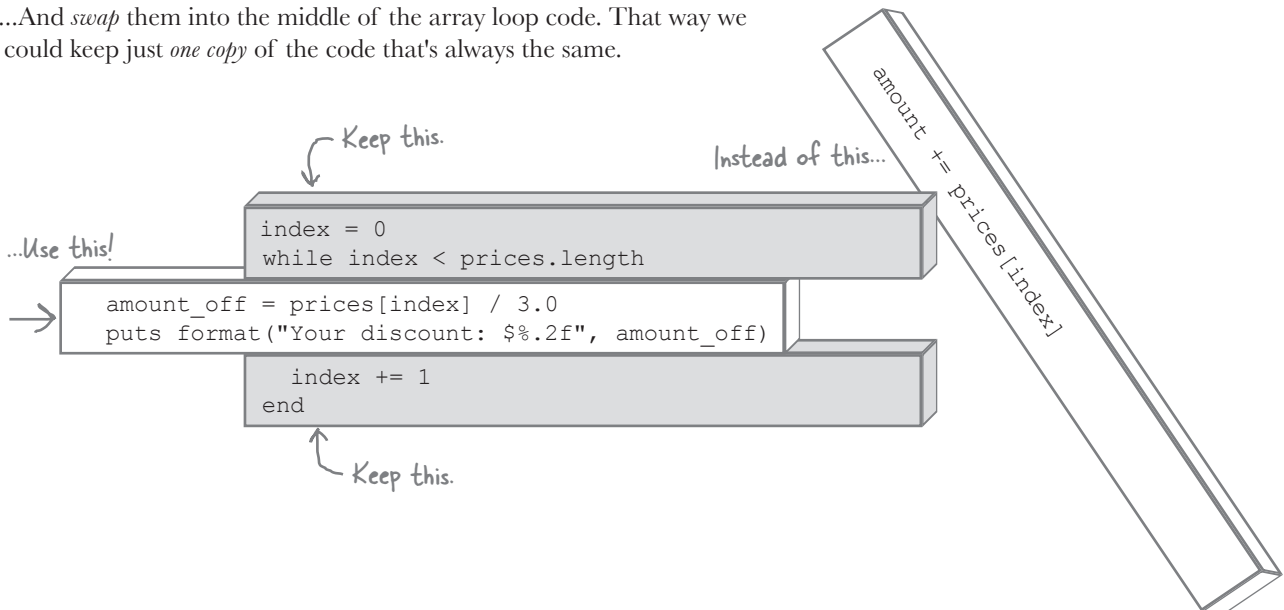 ...And swap them into the middle of the array loop code. That way we
could keep just one copy of the code that's always the same.
Keep this.
Instead of this...
amount += prices[index]
index = 0
while index < prices.length
...Use this!
amount_off = prices[index] / 3.0
puts format("Your discount: $%.2f", amount_off)
index += 1
end
Keep this.